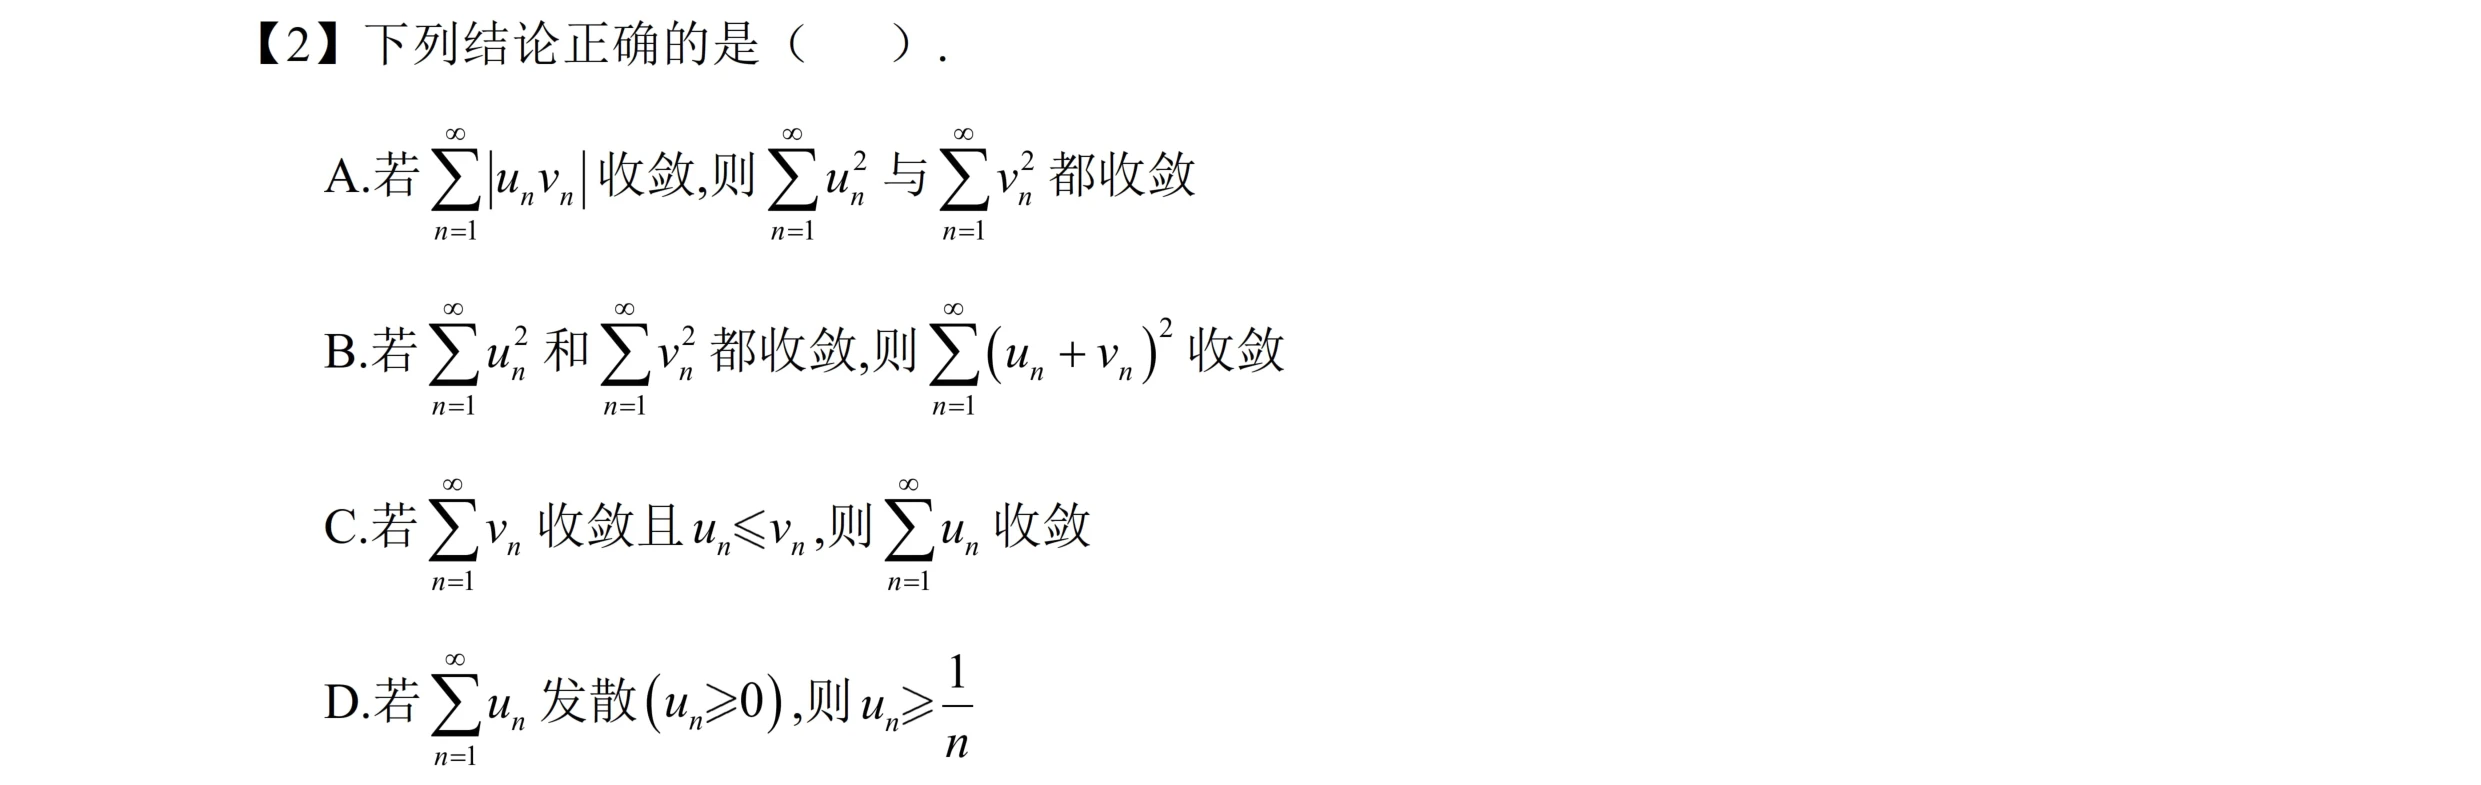 【2】下列结论正确的是（ ）.
A.若$\sum_{n=1}^{\infty}|u_n v_n|$收敛,则$\sum_{n=1}^{\infty}u_n^2$与$\sum_{n=1}^{\infty}v_n^2$都收敛
B.若$\sum_{n=1}^{\infty}u_n^2$和$\sum_{n=1}^{\infty}v_n^2$都收敛,则$\sum_{n=1}^{\infty}(u_n+v_n)^2$收敛
C.若$\sum_{n=1}^{\infty}v_n$收敛且$u_n⩽v_n$,则$\sum_{n=1}^{\infty}u_n$收敛
D.若$\sum_{n=1}^{\infty}u_n$发散$(u_n⩾0)$,则$u_n⩾\frac{1}{n}$